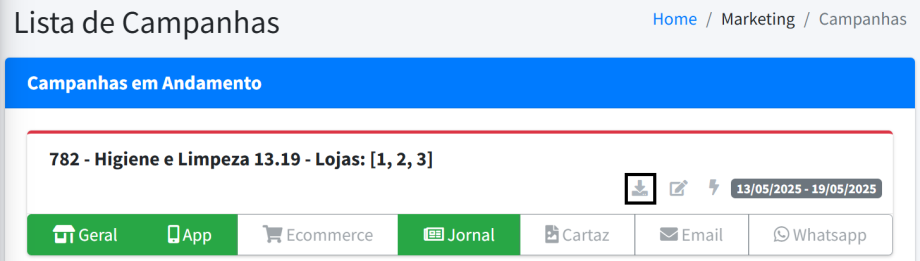 Lista de Campanhas
Home / Marketing / Campanhas
Campanhas em Andamento
782 - Higiene e Limpeza 13.19 - Lojas: [1, 2, 3]
13/05/2025 - 19/05/2025
Geral App Ecommerce Jornal Cartaz Email Whatsapp